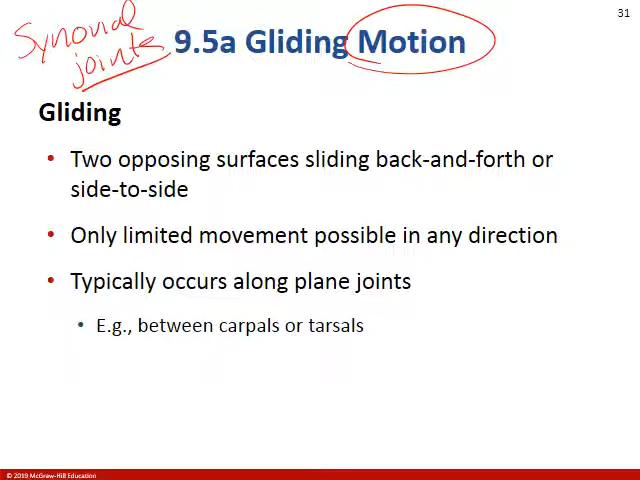 31
Synovial
joints
9.5a Gliding Motion
Gliding
• Two opposing surfaces sliding back-and-forth or
side-to-side
• Only limited movement possible in any direction
• Typically occurs along plane joints
• E.g., between carpals or tarsals
© 2019 McGraw-Hill Education